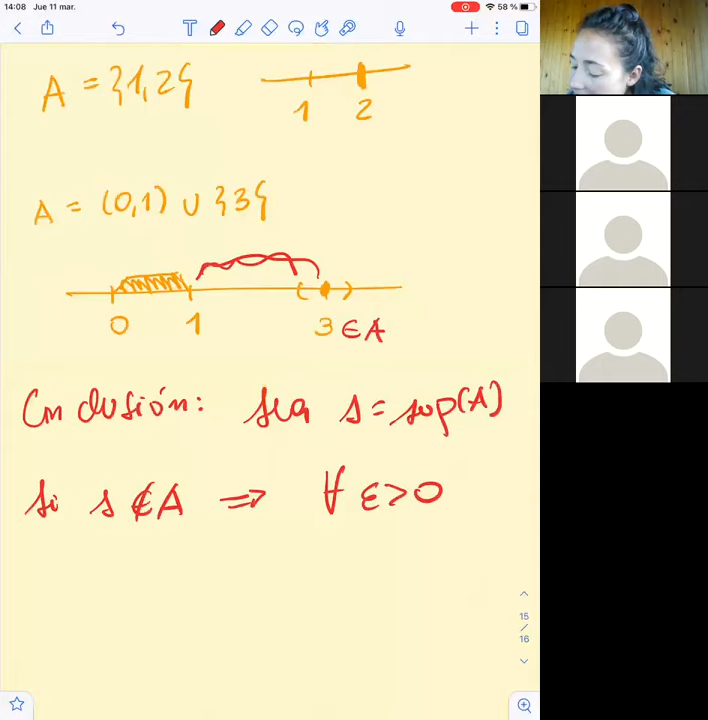 14:08 Jue 11 mar.
58 %
A = {1,2}
1 2
A = (0,1) ∪ {3}
0 1 3 ∈ A
Conclusión: sea s = sop(A)
si s ∉ A ⇒ ∀ ε>0
15
/
16